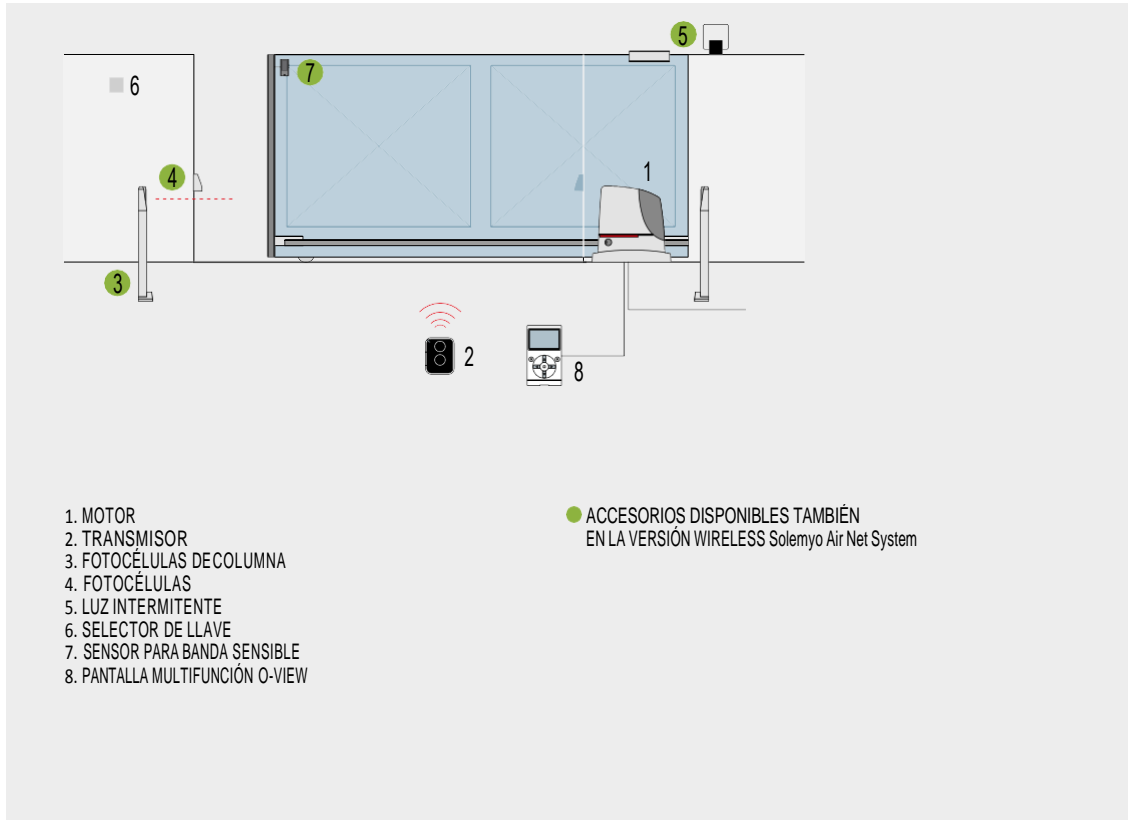 5
7
6
4
1
3
2
8
1. MOTOR
2. TRANSMISOR
3. FOTOCÉLULAS DECOLUMNA
4. FOTOCÉLULAS
5. LUZ INTERMITENTE
6. SELECTOR DE LLAVE
7. SENSOR PARA BANDA SENSIBLE
8. PANTALLA MULTIFUNCIÓN O-VIEW
ACCESORIOS DISPONIBLES TAMBIÉN
EN LA VERSIÓN WIRELESS Solemyo Air Net System